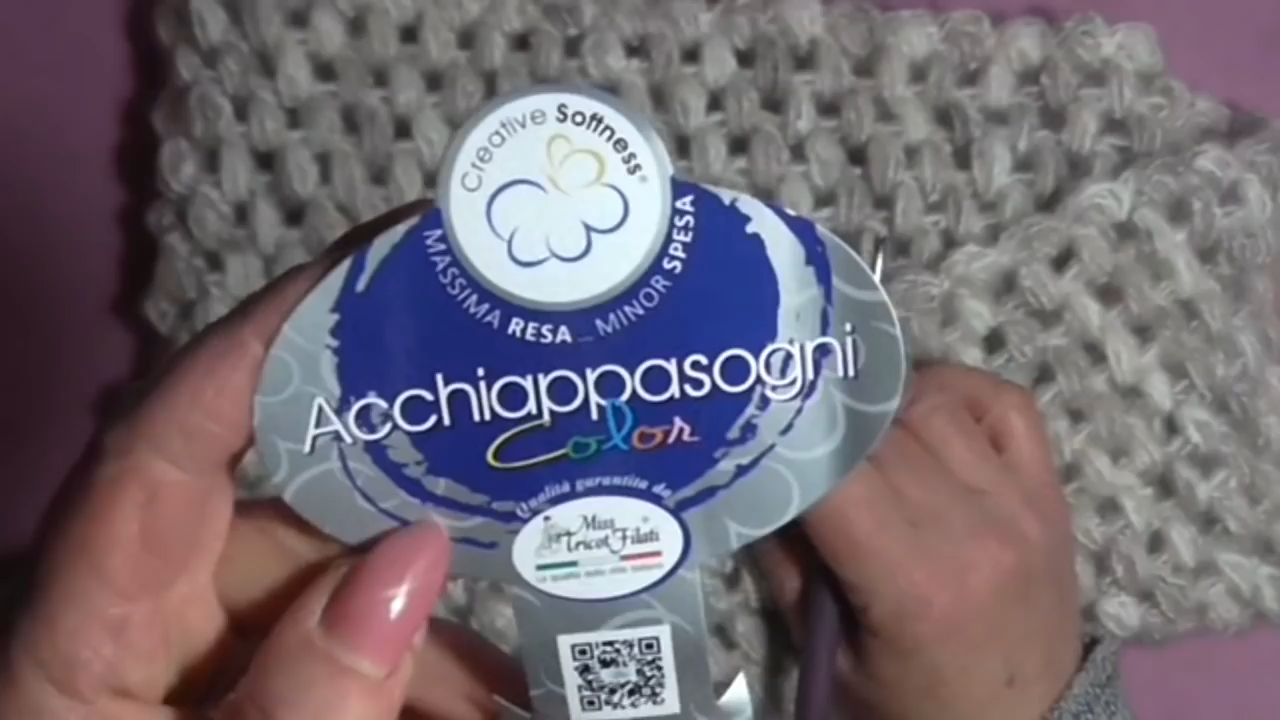 Creative Softness®
MASSIMA RESA ... MINOR SPESA
Acchiappasogni
Color
Qualità garantita da
Miss
Tricot Filati